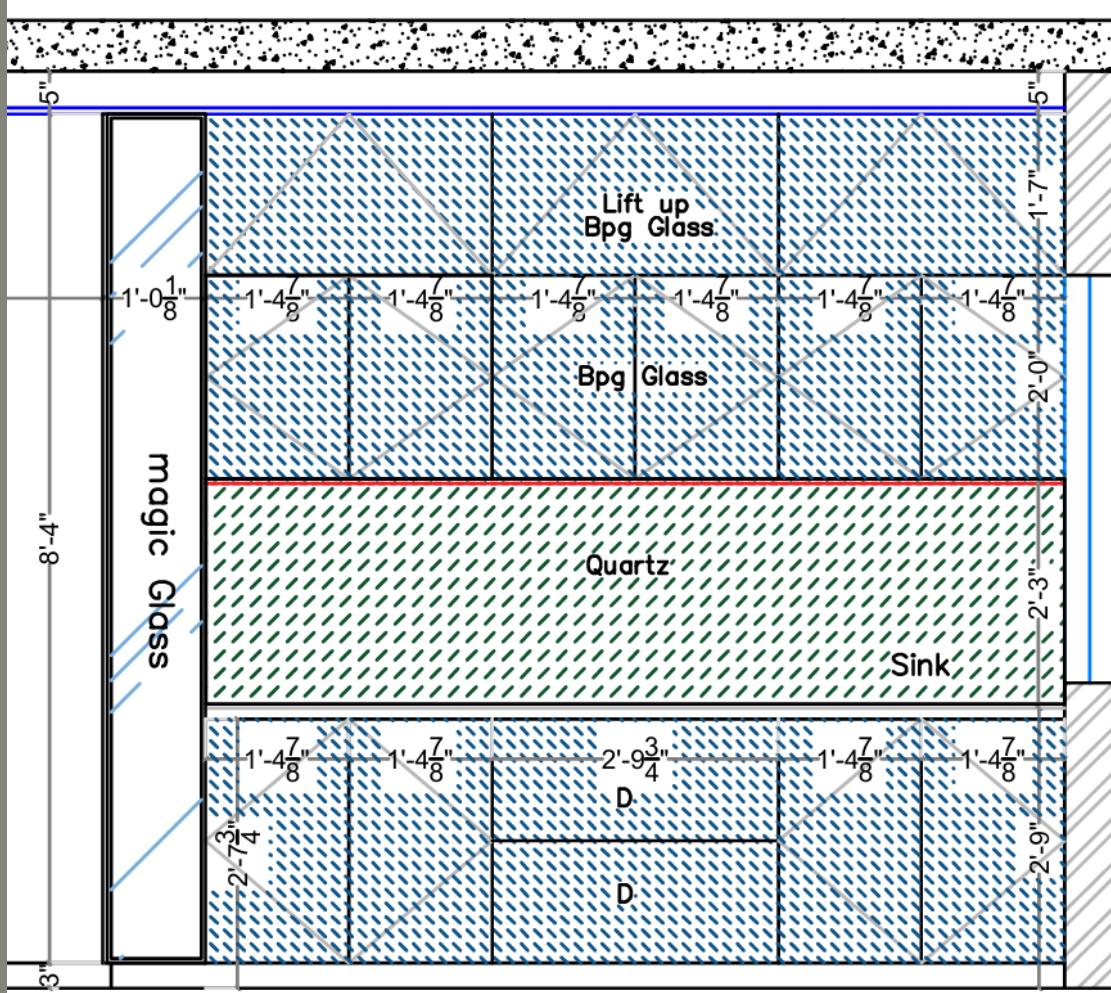 5"
5"
1'-7"
Lift up
Bpg Glass
1'-0 1/8"
1'-4 7/8"
1'-4 7/8"
1'-4 7/8"
1'-4 7/8"
1'-4 7/8"
1'-4 7/8"
Bpg Glass
2'-0"
magic Glass
8'-4"
Quartz
2'-3"
Sink
1'-4 7/8"
1'-4 7/8"
2'-9 3/4"
1'-4 7/8"
1'-4 7/8"
D
2'-7 3/4"
2'-9"
D
3"